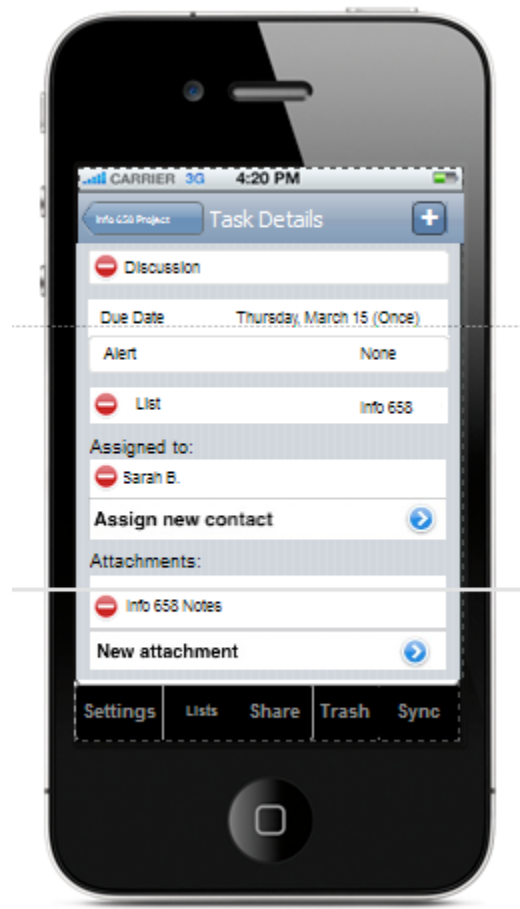 CARRIER 3G 4:20 PM
Info 658 Project Task Details +
Discussion
Due Date Thursday, March 15 (Once)
Alert None
List Info 658
Assigned to:
Sarah B.
Assign new contact
Attachments:
Info 658 Notes
New attachment
Settings Lists Share Trash Sync